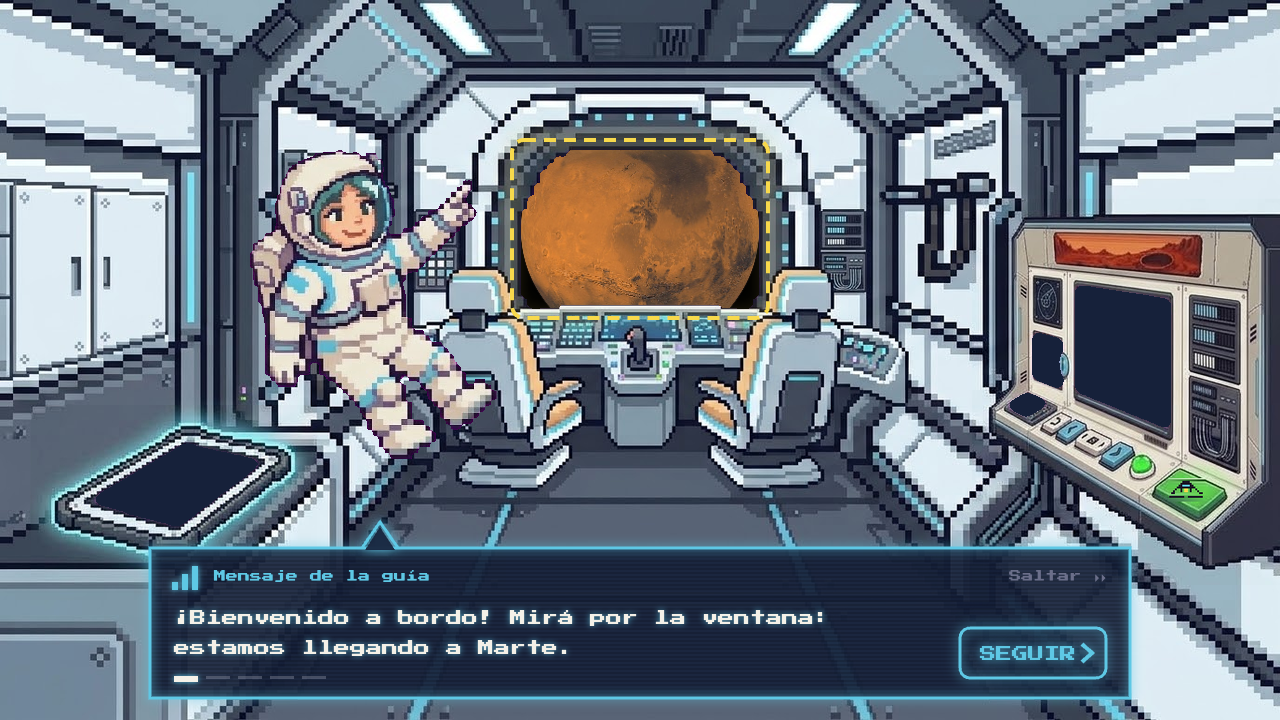 Mensaje de la guía
Saltar ››
¡Bienvenido a bordo! Mirá por la ventana:
estamos llegando a Marte.
SEGUIR >